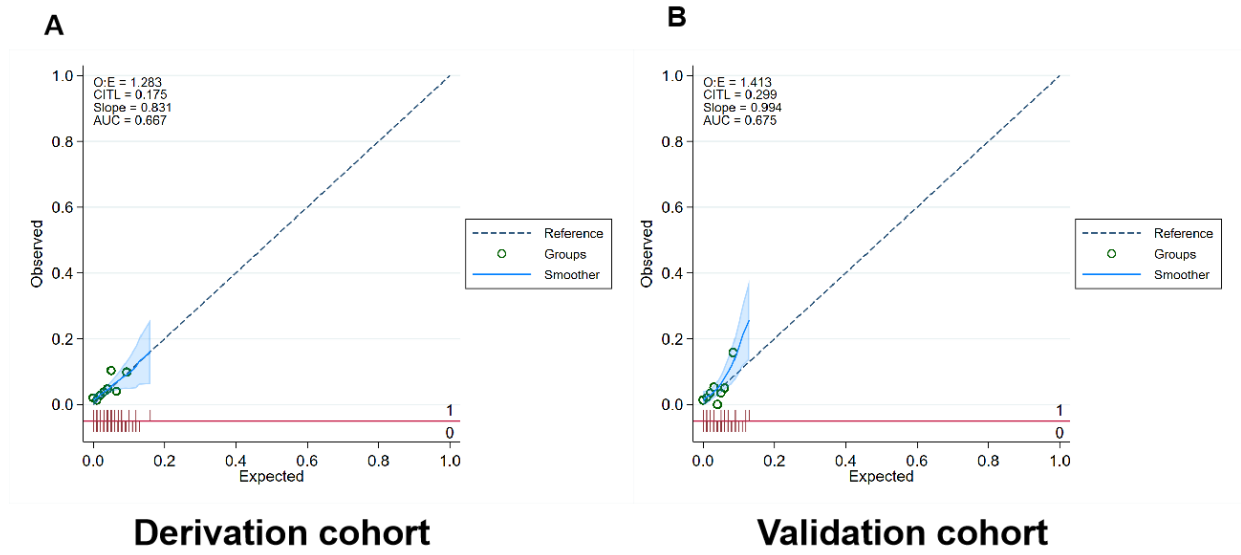 A
O:E = 1.283
CITL = 0.175
Slope = 0.831
AUC = 0.667
1.0
0.8
0.6
0.4
0.2
0.0
Observed
1
0
0.0 0.2 0.4 0.6 0.8 1.0
Expected
Reference
Groups
Smoother
Derivation cohort
B
O:E = 1.413
CITL = 0.299
Slope = 0.994
AUC = 0.675
1.0
0.8
0.6
0.4
0.2
0.0
Observed
1
0
0.0 0.2 0.4 0.6 0.8 1.0
Expected
Reference
Groups
Smoother
Validation cohort